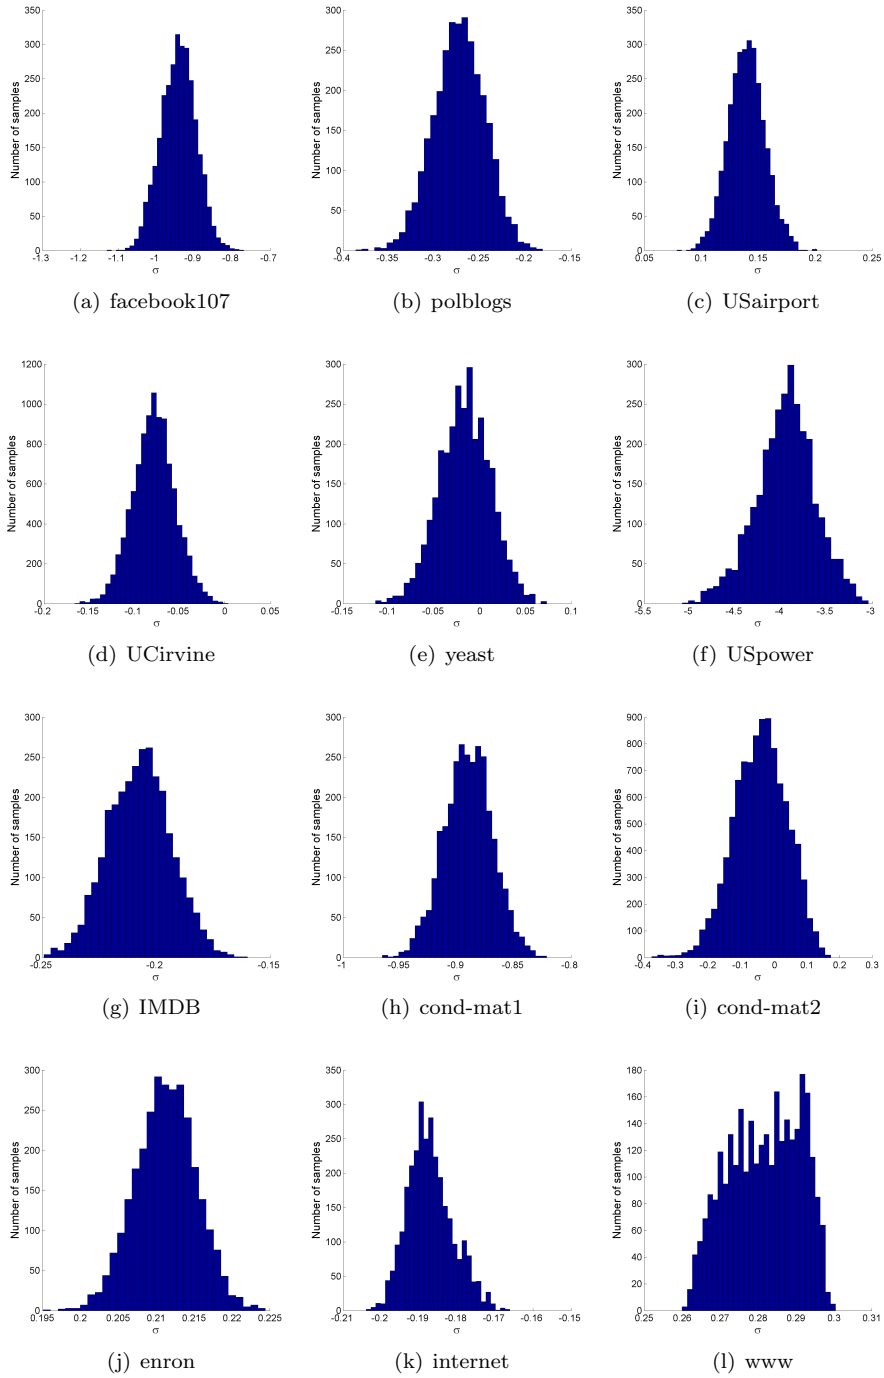 350
300
250
200
150
100
50
0
Number of samples
-1.3 -1.2 -1.1 -1 -0.9 -0.8 -0.7
σ
(a) facebook107
300
250
200
150
100
50
0
Number of samples
-0.4 -0.35 -0.3 -0.25 -0.2 -0.15
σ
(b) polblogs
350
300
250
200
150
100
50
0
Number of samples
0.05 0.1 0.15 0.2 0.25
σ
(c) USairport
1200
1000
800
600
400
200
0
Number of samples
-0.2 -0.15 -0.1 -0.05 0 0.05
σ
(d) UCirvine
300
250
200
150
100
50
0
Number of samples
-0.15 -0.1 -0.05 0 0.05 0.1
σ
(e) yeast
300
250
200
150
100
50
0
Number of samples
-5.5 -5 -4.5 -4 -3.5 -3
σ
(f) USpower
300
250
200
150
100
50
0
Number of samples
-0.25 -0.2 -0.15
σ
(g) IMDB
300
250
200
150
100
50
0
Number of samples
-1 -0.95 -0.9 -0.85 -0.8
σ
(h) cond-mat1
900
800
700
600
500
400
300
200
100
0
Number of samples
-0.4 -0.3 -0.2 -0.1 0 0.1 0.2 0.3
σ
(i) cond-mat2
300
250
200
150
100
50
0
Number of samples
0.195 0.2 0.205 0.21 0.215 0.22 0.225
σ
(j) enron
350
300
250
200
150
100
50
0
Number of samples
-0.21 -0.2 -0.19 -0.18 -0.17 -0.16 -0.15
σ
(k) internet
180
160
140
120
100
80
60
40
20
0
Number of samples
0.25 0.26 0.27 0.28 0.29 0.3 0.31
σ
(l) www